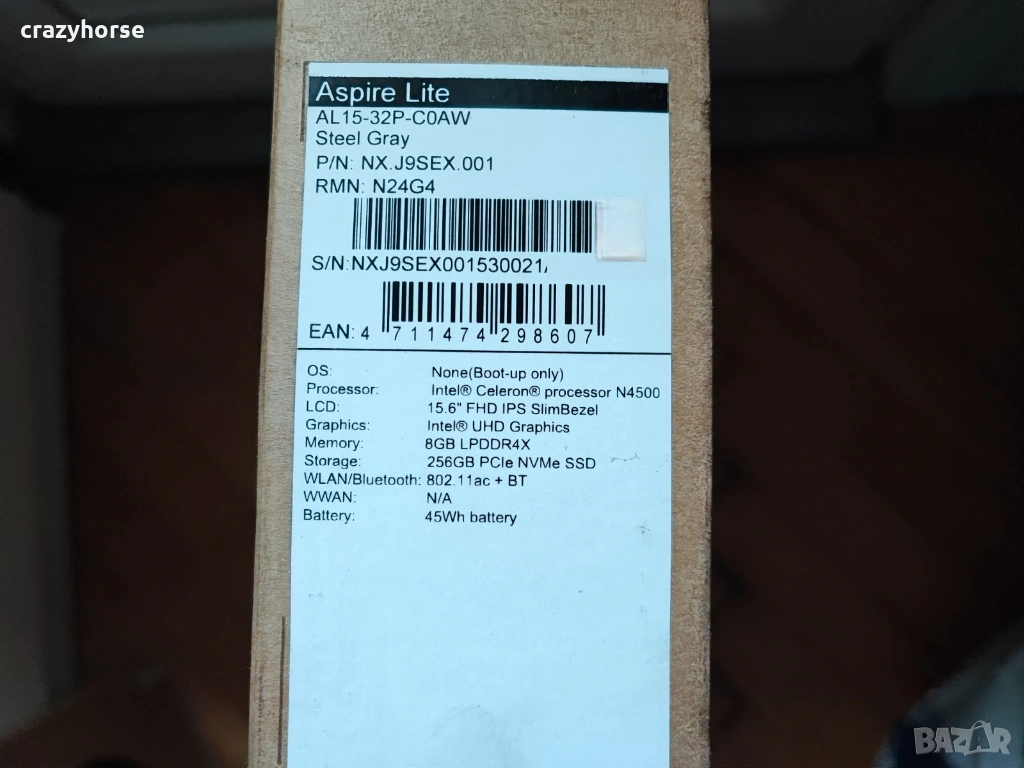 crazyhorse
Aspire Lite
AL15-32P-C0AW
Steel Gray
P/N: NX.J9SEX.001
RMN: N24G4
S/N:NXJ9SEX001530021
EAN: 4 711474 298607
OS: None(Boot-up only)
Processor: Intel® Celeron® processor N4500
LCD: 15.6" FHD IPS SlimBezel
Graphics: Intel® UHD Graphics
Memory: 8GB LPDDR4X
Storage: 256GB PCIe NVMe SSD
WLAN/Bluetooth: 802.11ac + BT
WWAN: N/A
Battery: 45Wh battery
BAZAR